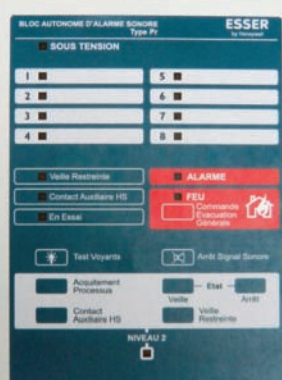 BLOC AUTONOME D'ALARME SONORE
Type Pr
ESSER
by Honeywell
SOUS TENSION
1
2
3
4
5
6
7
8
Veille Restreinte
Contact Auxiliaire HS
En Essai
ALARME
FEU
Commande
Evacuation
Générale
Test Voyants
Arrêt Signal Sonore
Acquitement
Processus
Contact
Auxiliaire HS
Etat
Veille
Arrêt
Veille
Restreinte
NIVEAU 2